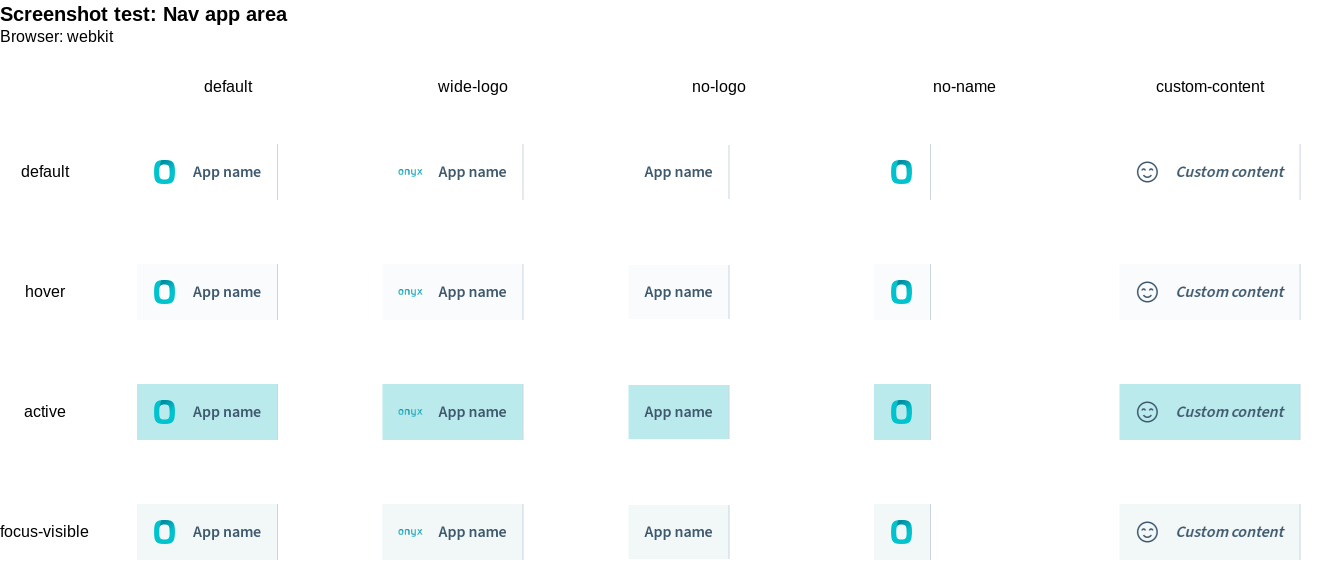 Screenshot test: Nav app area
Browser: webkit
default wide-logo no-logo no-name custom-content
default App name onyx App name App name Custom content
hover App name onyx App name App name Custom content
active App name onyx App name App name Custom content
focus-visible App name onyx App name App name Custom content